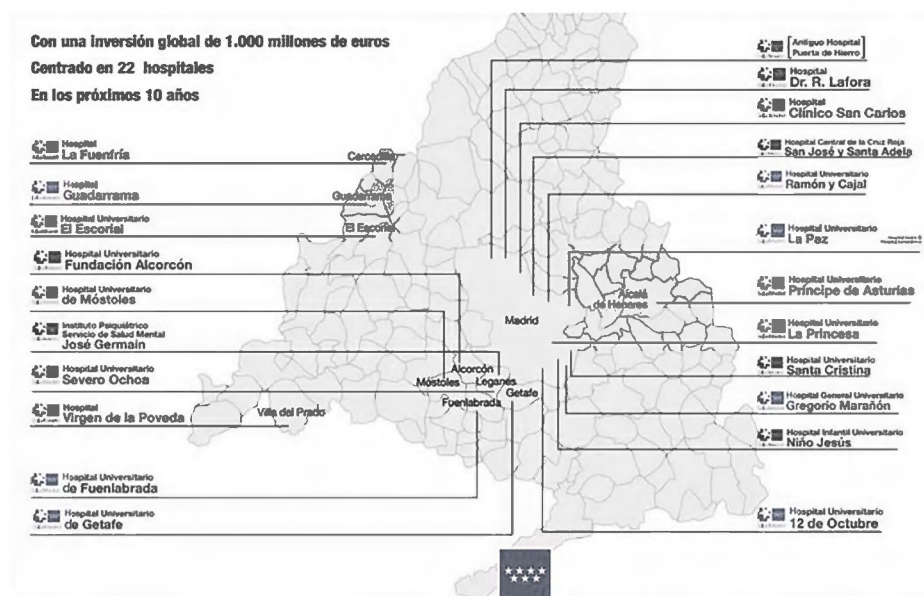 Con una inversión global de 1.000 millones de euros
Centrado en 22 hospitales
En los próximos 10 años
Hospital
La Fuenfría
Hospital
Guadarrama
Hospital Universitario
El Escorial
Hospital Universitario
Fundación Alcorcón
Hospital Universitario
de Móstoles
Instituto Psiquiátrico
Servicio de Salud Mental
José Germain
Hospital Universitario
Severo Ochoa
Hospital
Virgen de la Poveda
Hospital Universitario
de Fuenlabrada
Hospital Universitario
de Getafe
Cercedilla
Guadarrama
El Escorial
Madrid
Alcalá
de Henares
Alcorcón
Móstoles
Leganés
Getafe
Fuenlabrada
Villa del Prado
Antiguo Hospital
Puerta de Hierro
Hospital
Dr. R. Lafora
Hospital
Clínico San Carlos
Hospital Central de la Cruz Roja
San José y Santa Adela
Hospital Universitario
Ramón y Cajal
Hospital Universitario
La Paz
Hospital Universitario
Príncipe de Asturias
Hospital Universitario
La Princesa
Hospital Universitario
Santa Cristina
Hospital General Universitario
Gregorio Marañón
Hospital Infantil Universitario
Niño Jesús
Hospital Universitario
12 de Octubre